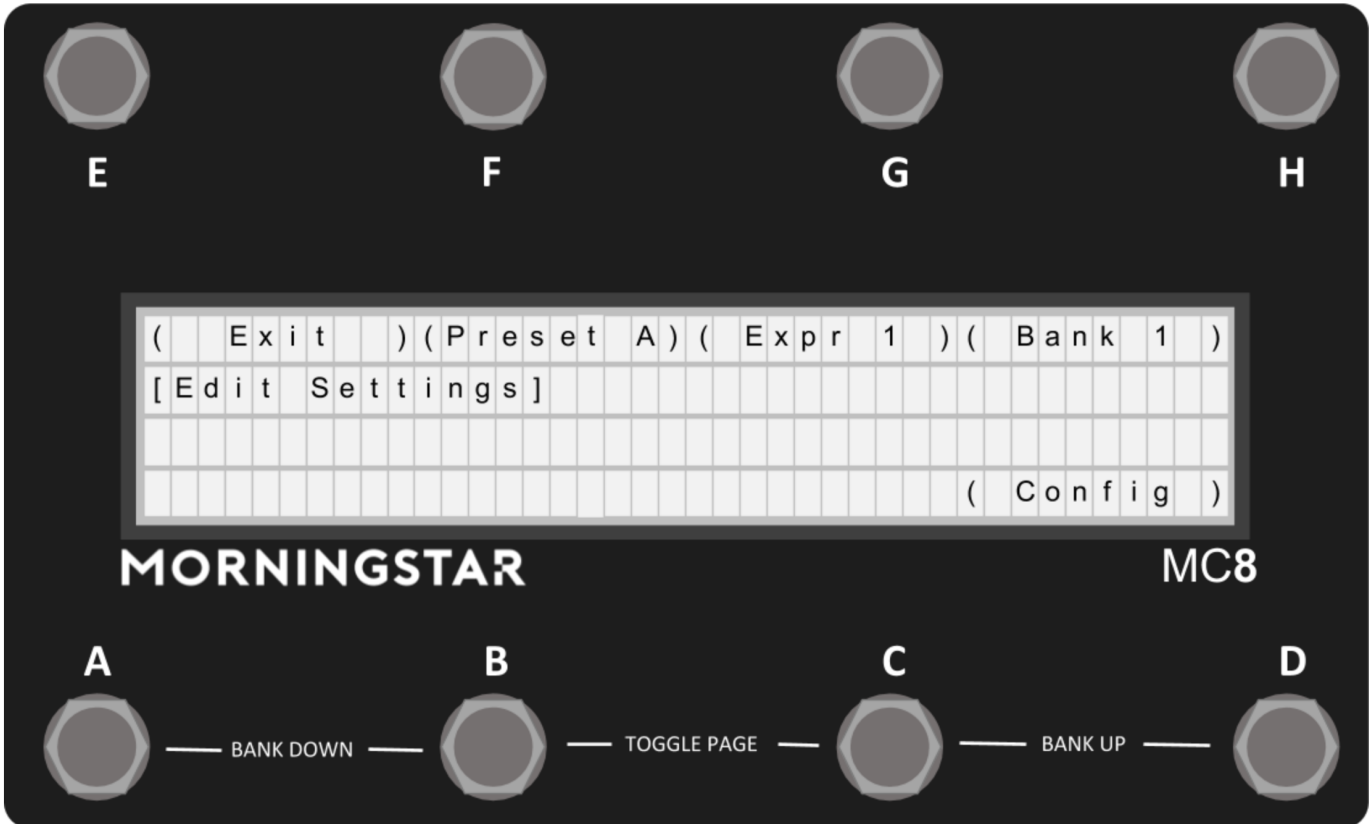 E F G H
( Exit )(Preset A)( Expr 1 )( Bank 1 )
[Edit Settings]
( Config )
MORNINGSTAR MC8
A B C D
BANK DOWN TOGGLE PAGE BANK UP